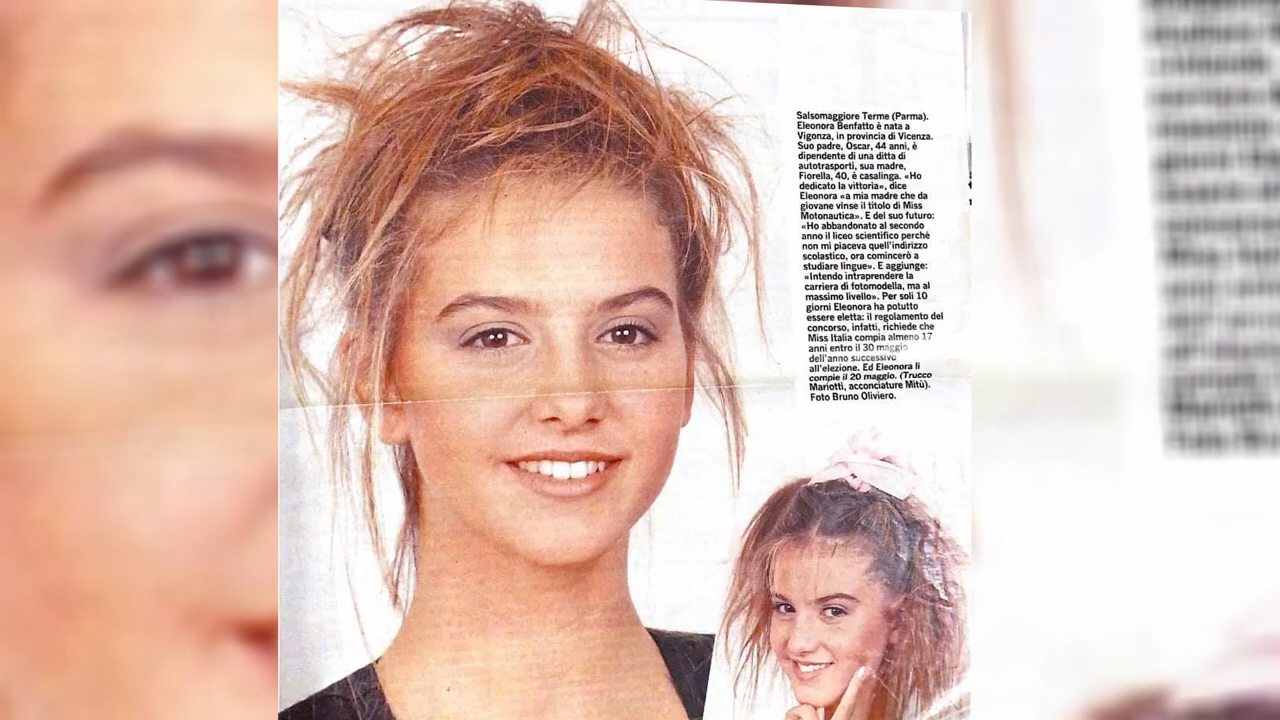 Salsomaggiore Terme (Parma).
Eleonora Benfatto è nata a
Vigonza, in provincia di Vicenza.
Suo padre, Oscar, 44 anni, è
dipendente di una ditta di
autotrasporti, sua madre,
Fiorella, 40, è casalinga. «Ho
dedicato la vittoria», dice
Eleonora «a mia madre che da
giovane vinse il titolo di Miss
Motonautica». E del suo futuro:
«Ho abbandonato al secondo
anno il liceo scientifico perché
non mi piaceva quell'indirizzo
scolastico, ora comincerò a
studiare lingue». E aggiunge:
«Intendo intraprendere la
carriera di fotomodella, ma al
massimo livello». Per soli 10
giorni Eleonora ha potutto
essere eletta: il regolamento del
concorso, infatti, richiede che
Miss Italia compia almeno 17
anni entro il 30 maggio
dell'anno successivo
all'elezione. Ed Eleonora li
compie il 20 maggio. (Trucco
Mariotti, acconciature Mitù).
Foto Bruno Oliviero.